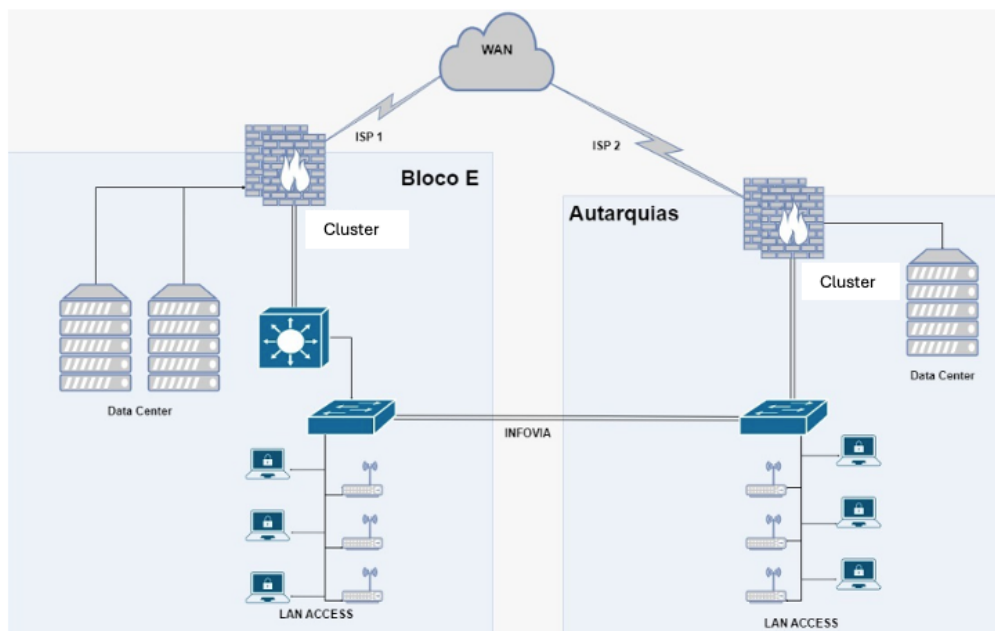 WAN
ISP 1
ISP 2
Bloco E
Autarquias
Cluster
Cluster
Data Center
Data Center
INFOVIA
LAN ACCESS
LAN ACCESS